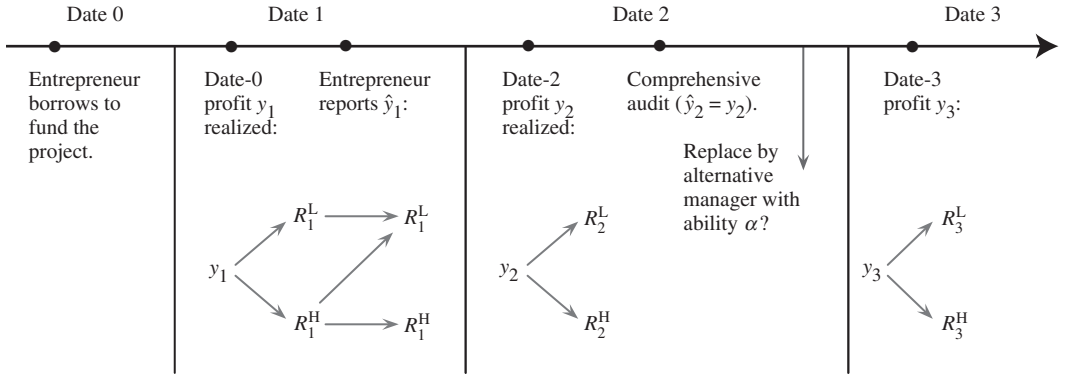 Date 0
Date 1
Date 2
Date 3
Entrepreneur
borrows to
fund the
project.
Date-0
profit y1
realized:
Entrepreneur
reports ŷ1:
Date-2
profit y2
realized:
Comprehensive
audit (ŷ2 = y2).
Replace by
alternative
manager with
ability α?
Date-3
profit y3:
R1L
R1L
y1
R1H
R1H
R2L
y2
R2H
R3L
y3
R3H